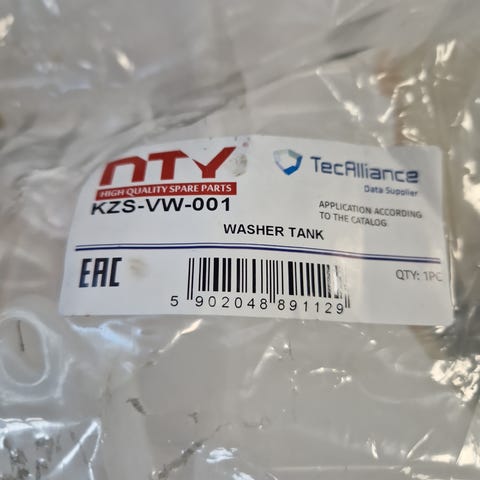 NTY
HIGH QUALITY SPARE PARTS
KZS-VW-001
TecAlliance
Data Supplier
APPLICATION ACCORDING
TO THE CATALOG
WASHER TANK
EAC
QTY: 1PC
5 902048 891129